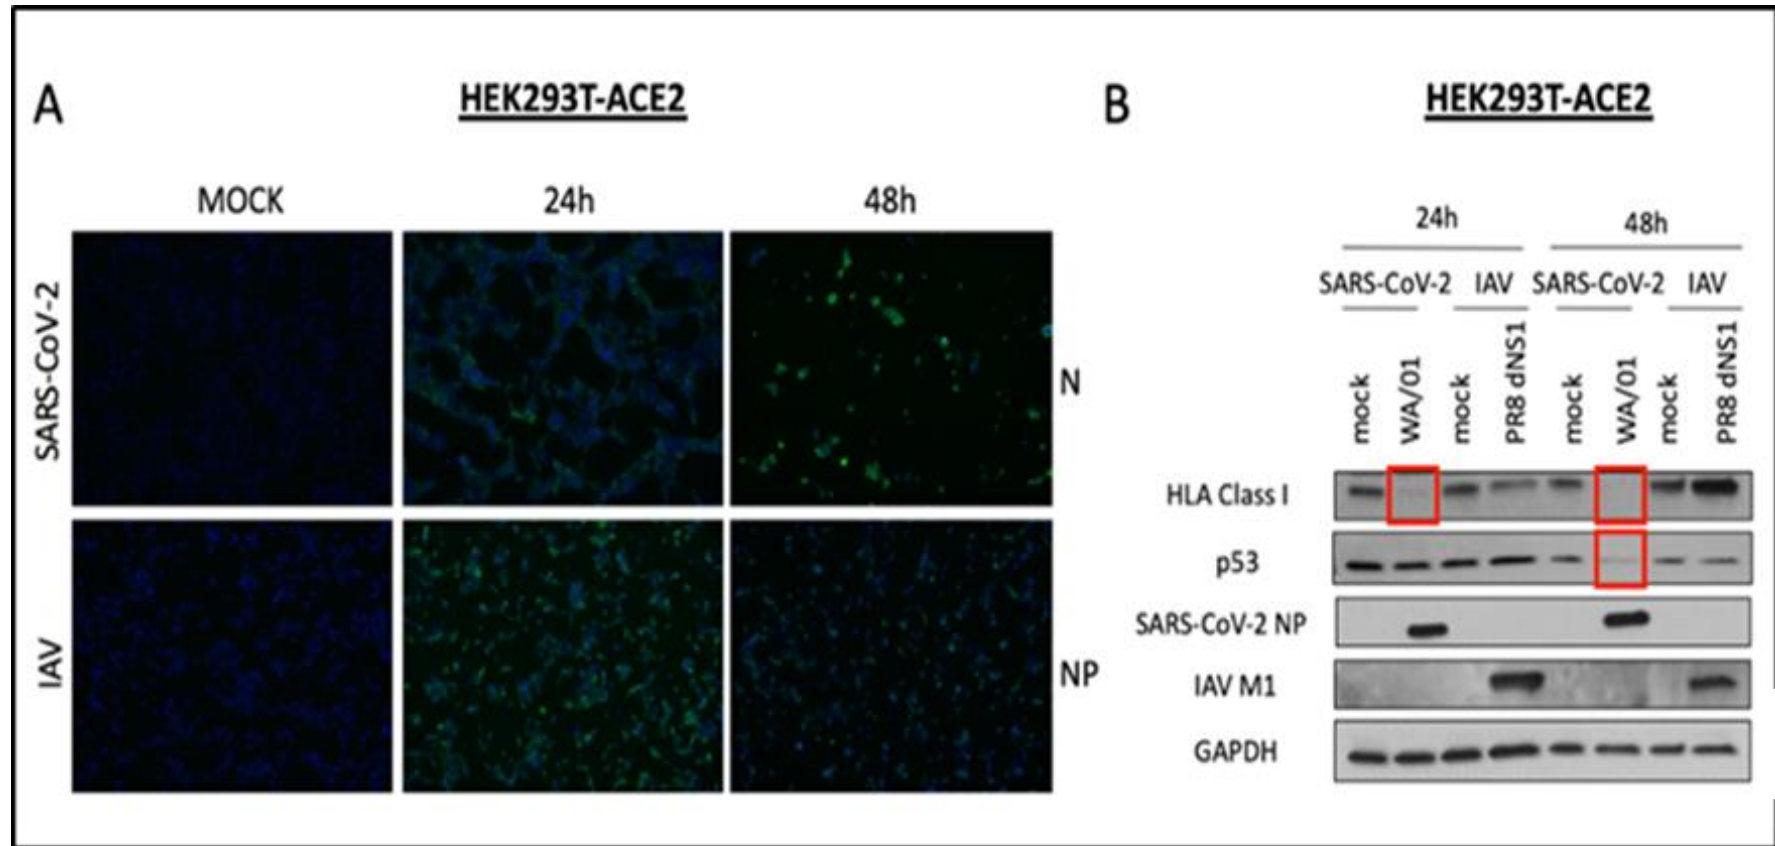 A
HEK293T-ACE2
MOCK
24h
48h
SARS-CoV-2
N
IAV
NP
B
HEK293T-ACE2
24h
48h
SARS-CoV-2 IAV SARS-CoV-2 IAV
mock
WA/01
mock
PR8 dNS1
mock
WA/01
mock
PR8 dNS1
HLA Class I
p53
SARS-CoV-2 NP
IAV M1
GAPDH